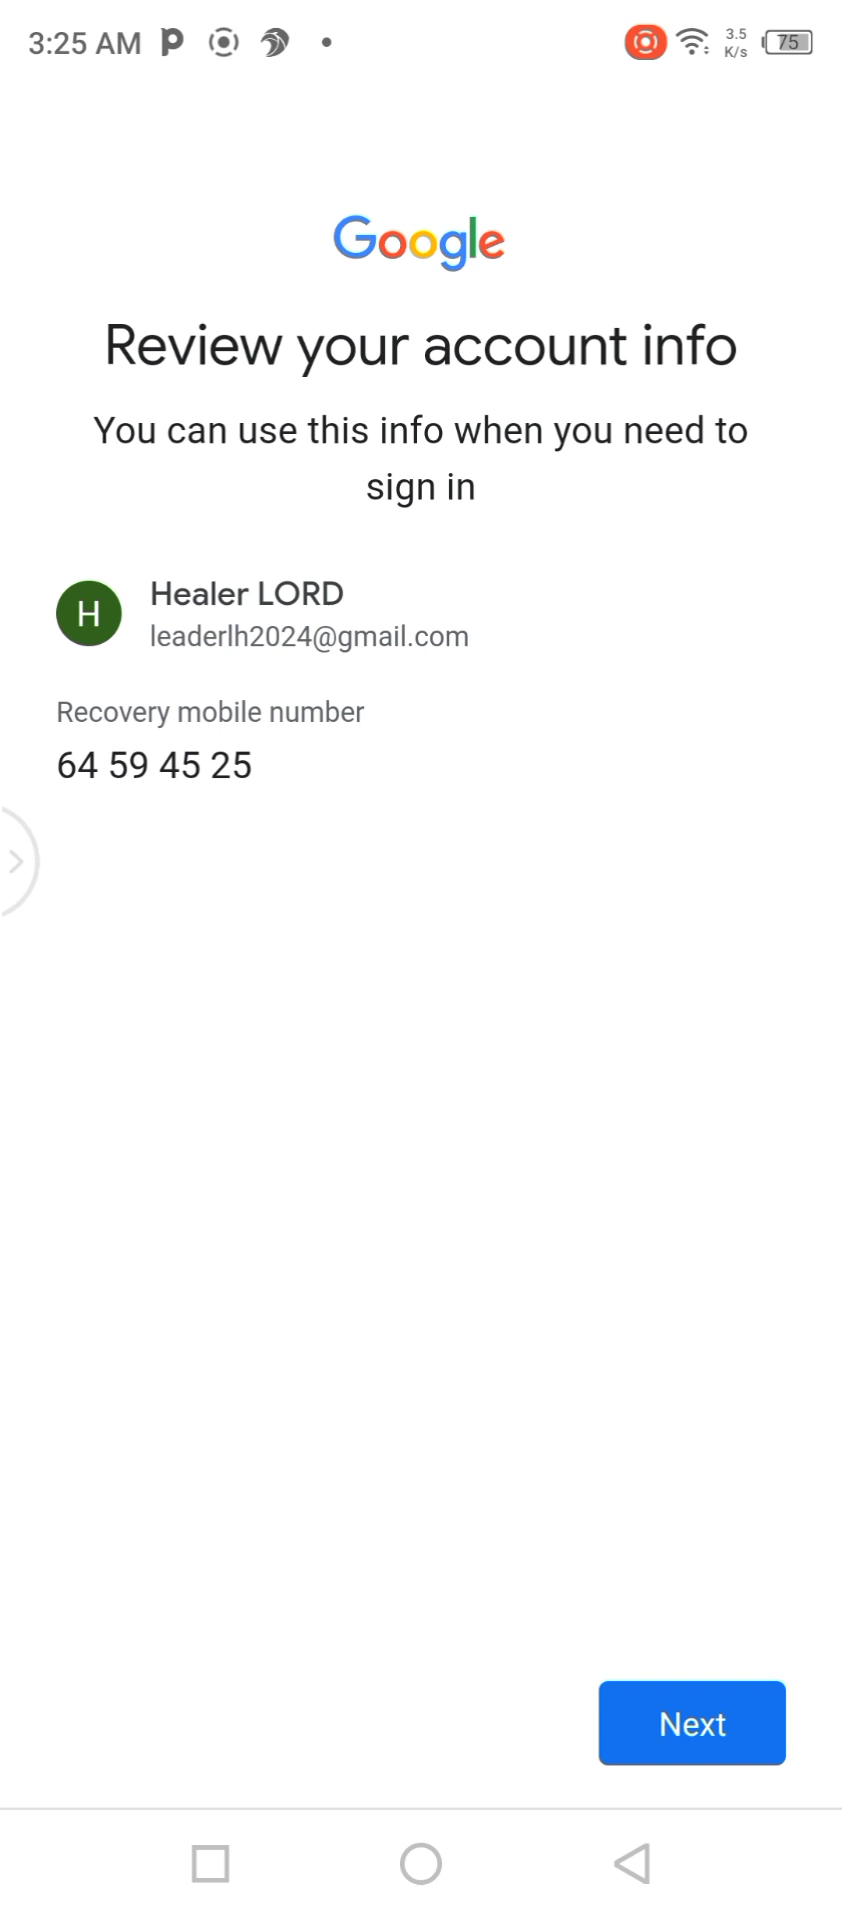 3:25 AM
3.5
K/s
75
Google
Review your account info
You can use this info when you need to
sign in
H
Healer LORD
leaderlh2024@gmail.com
Recovery mobile number
64 59 45 25
Next